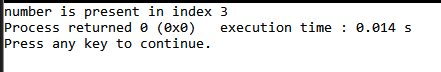 number is present in index 3
Process returned 0 (0x0)   execution time : 0.014 s
Press any key to continue.